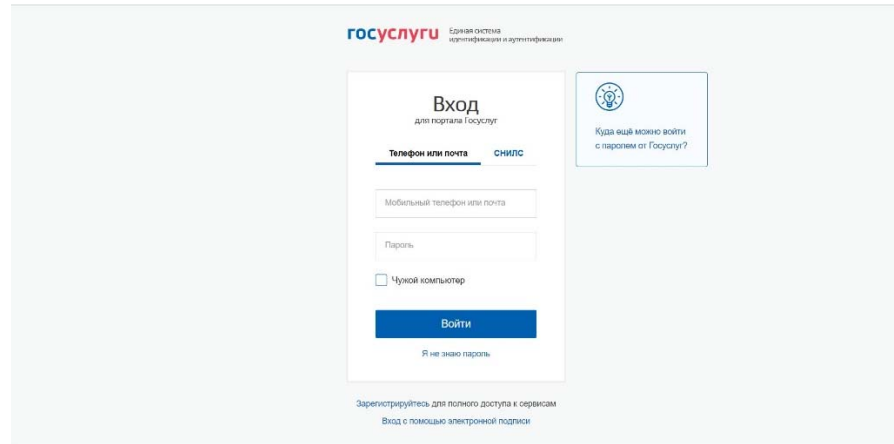 госуслуги
Единая система
идентификации и аутентификации
Вход
для портала Госуслуг
Телефон или почта СНИЛС
Мобильный телефон или почта
Пароль
Чужой компьютер
Войти
Я не знаю пароль
Куда ещё можно войти
с паролем от Госуслуг?
Зарегистрируйтесь для полного доступа к сервисам
Вход с помощью электронной подписи